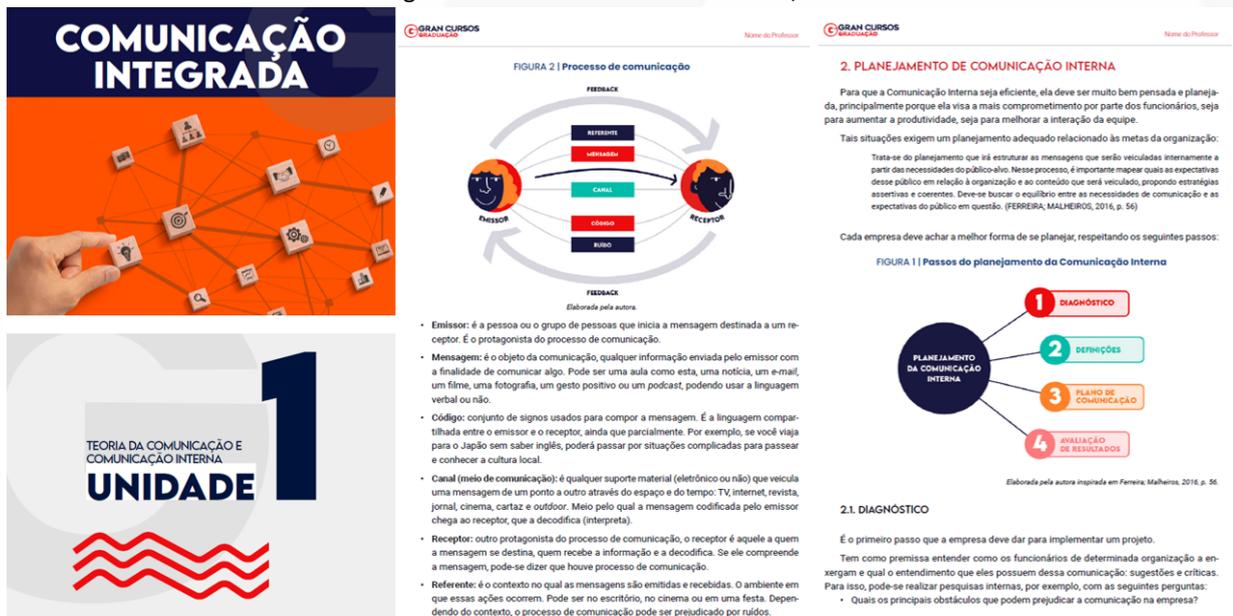 COMUNICAÇÃO
INTEGRADA
TEORIA DA COMUNICAÇÃO E
COMUNICAÇÃO INTERNA
UNIDADE 1
GRAN CURSOS
GRADUAÇÃO
Nome do Professor
FIGURA 2 | Processo de comunicação
FEEDBACK
REFERENTE
MENSAGEM
CANAL
CÓDIGO
RUÍDO
EMISSOR
RECEPTOR
FEEDBACK
Elaborada pela autora.
• Emissor: é a pessoa ou o grupo de pessoas que inicia a mensagem destinada a um re-
ceptor. É o protagonista do processo de comunicação.
• Mensagem: é o objeto da comunicação, qualquer informação enviada pelo emissor com
a finalidade de comunicar algo. Pode ser uma aula como esta, uma notícia, um e-mail,
um filme, uma fotografia, um gesto positivo ou um podcast, podendo usar a linguagem
verbal ou não.
• Código: conjunto de signos usados para compor a mensagem. É a linguagem compar-
tilhada entre o emissor e o receptor, ainda que parcialmente. Por exemplo, se você viaja
para o Japão sem saber inglês, poderá passar por situações complicadas para passear
e conhecer a cultura local.
• Canal (meio de comunicação): é qualquer suporte material (eletrônico ou não) que veicula
uma mensagem de um ponto a outro através do espaço e do tempo: TV, internet, revista,
jornal, cinema, cartaz e outdoor. Meio pelo qual a mensagem codificada pelo emissor
chega ao receptor, que a decodifica (interpreta).
• Receptor: outro protagonista do processo de comunicação, o receptor é aquele a quem
a mensagem se destina, quem recebe a informação e a decodifica. Se ele compreende
a mensagem, pode-se dizer que houve processo de comunicação.
• Referente: é o contexto no qual as mensagens são emitidas e recebidas. O ambiente em
que essas ações ocorrem. Pode ser no escritório, no cinema ou em uma festa. Depen-
dendo do contexto, o processo de comunicação pode ser prejudicado por ruídos.
GRAN CURSOS
GRADUAÇÃO
Nome do Professor
2. PLANEJAMENTO DE COMUNICAÇÃO INTERNA
Para que a Comunicação Interna seja eficiente, ela deve ser muito bem pensada e planeja-
da, principalmente porque ela visa a mais comprometimento por parte dos funcionários, seja
para aumentar a produtividade, seja para melhorar a interação da equipe.
Tais situações exigem um planejamento adequado relacionado às metas da organização:
Trata-se do planejamento que irá estruturar as mensagens que serão veiculadas internamente a
partir das necessidades do público-alvo. Nesse processo, é importante mapear quais as expectativas
desse público em relação à organização e ao conteúdo que será veiculado, propondo estratégias
assertivas e coerentes. Deve-se buscar o equilíbrio entre as necessidades de comunicação e as
expectativas do público em questão. (FERREIRA; MALHEIROS, 2016, p. 56)
Cada empresa deve achar a melhor forma de se planejar, respeitando os seguintes passos:
FIGURA 1 | Passos do planejamento da Comunicação Interna
PLANEJAMENTO
DA COMUNICAÇÃO
INTERNA
1 DIAGNÓSTICO
2 DEFINIÇÕES
3 PLANO DE
COMUNICAÇÃO
4 AVALIAÇÃO
DE RESULTADOS
Elaborada pela autora inspirada em Ferreira; Malheiros, 2016, p. 56.
2.1. DIAGNÓSTICO
É o primeiro passo que a empresa deve dar para implementar um projeto.
Tem como premissa entender como os funcionários de determinada organização a en-
xergam e qual o entendimento que eles possuem dessa comunicação: sugestões e críticas.
Para isso, pode-se realizar pesquisas internas, por exemplo, com as seguintes perguntas:
• Quais os principais obstáculos que podem prejudicar a comunicação na empresa?